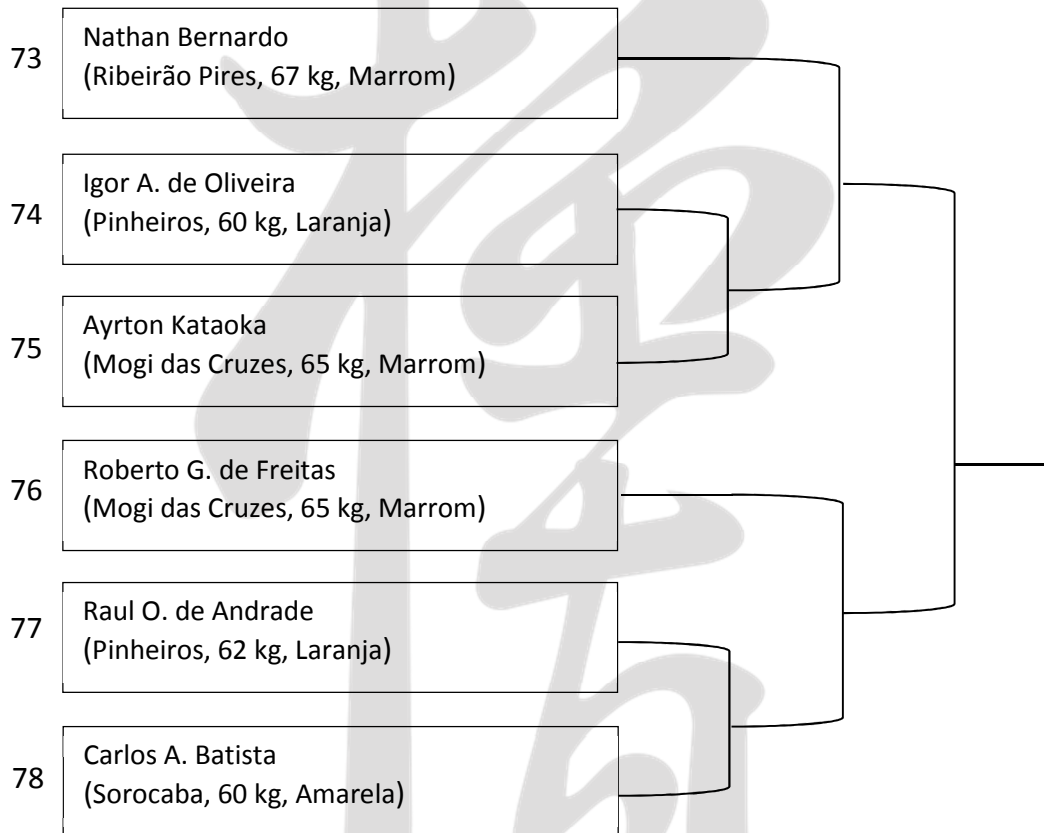 73
Nathan Bernardo
(Ribeirão Pires, 67 kg, Marrom)
74
Igor A. de Oliveira
(Pinheiros, 60 kg, Laranja)
75
Ayrton Kataoka
(Mogi das Cruzes, 65 kg, Marrom)
76
Roberto G. de Freitas
(Mogi das Cruzes, 65 kg, Marrom)
77
Raul O. de Andrade
(Pinheiros, 62 kg, Laranja)
78
Carlos A. Batista
(Sorocaba, 60 kg, Amarela)